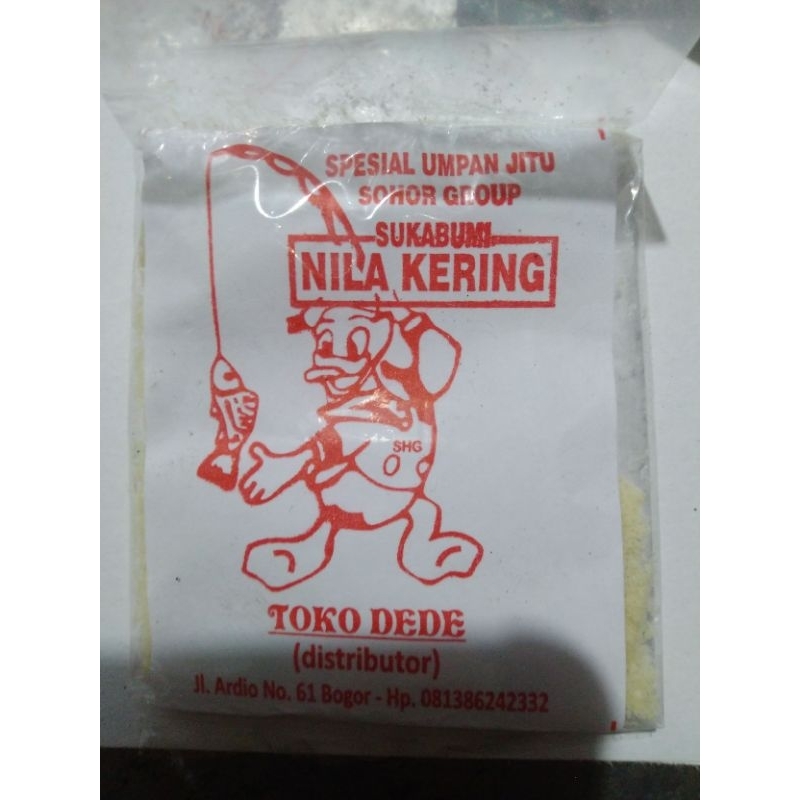 SPESIAL UMPAN JITU
SOHOR GROUP
SUKABUMI
NILA KERING
SHG
TOKO DEDE
(distributor)
Jl. Ardio No. 61 Bogor - Hp. 081386242332